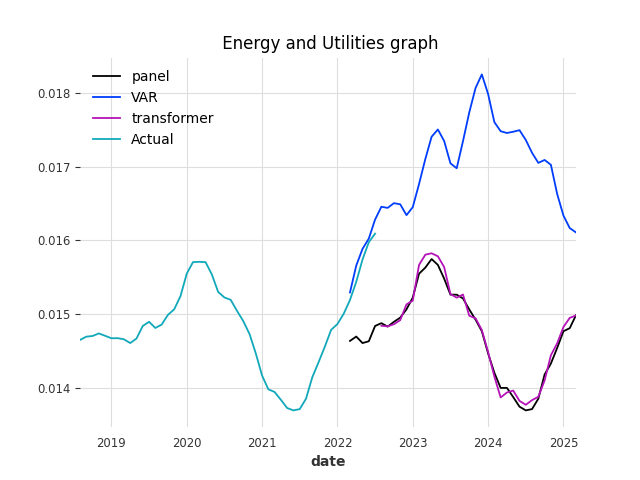 Energy and Utilities graph
panel
VAR
transformer
Actual
0.018
0.017
0.016
0.015
0.014
2019 2020 2021 2022 2023 2024 2025
date